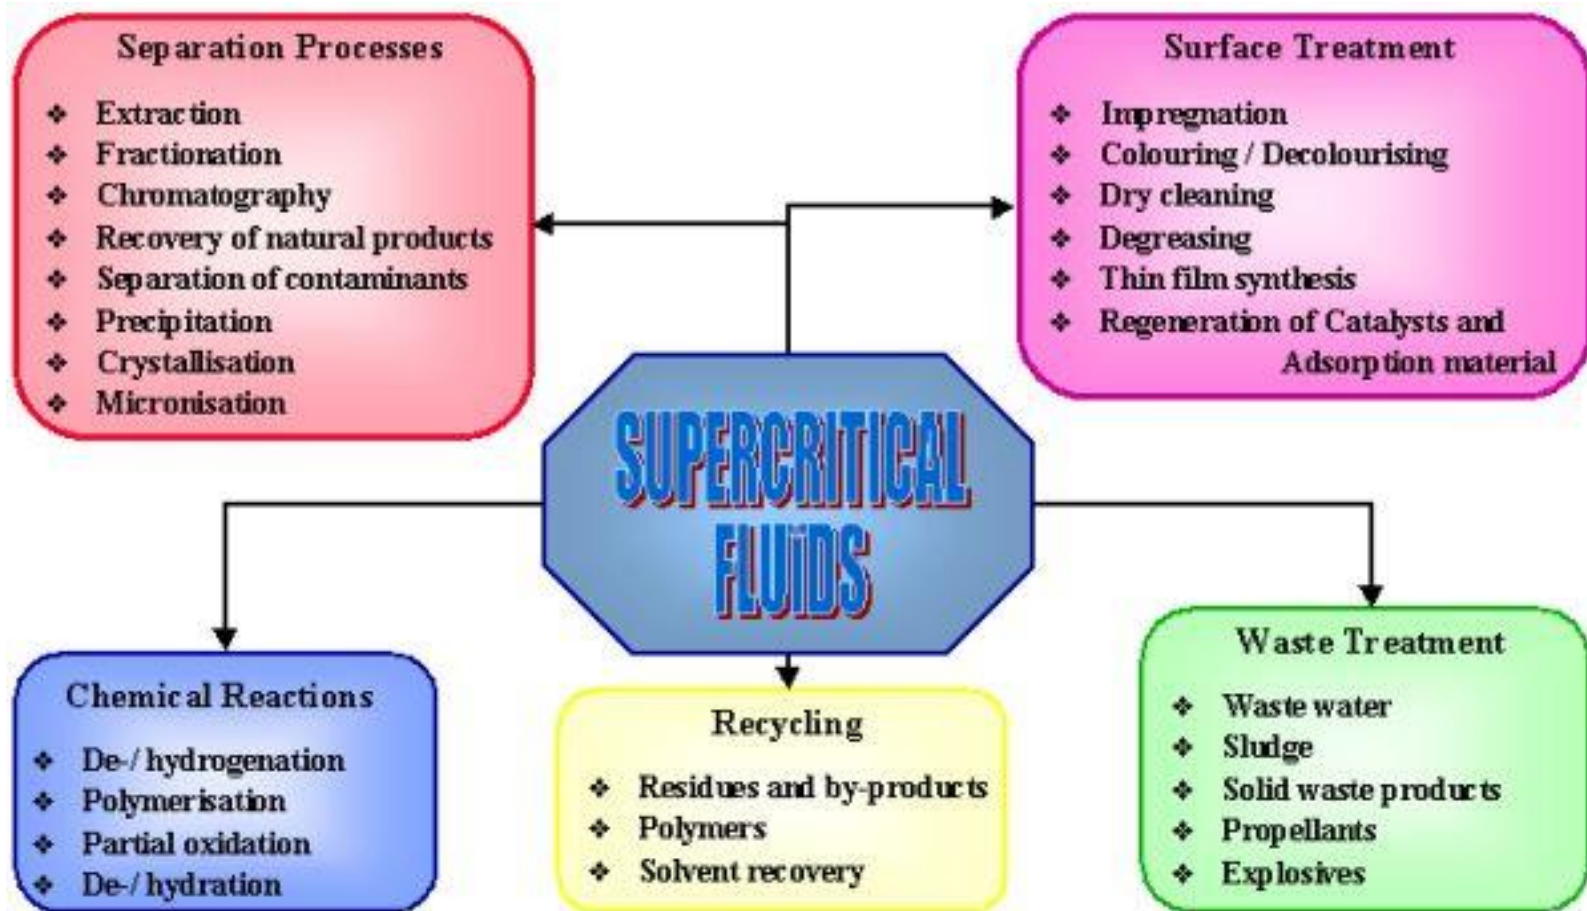 Separation Processes
❖ Extraction
❖ Fractionation
❖ Chromatography
❖ Recovery of natural products
❖ Separation of contaminants
❖ Precipitation
❖ Crystallisation
❖ Micronisation
Surface Treatment
❖ Impregnation
❖ Colouring / Decolourising
❖ Dry cleaning
❖ Degreasing
❖ Thin film synthesis
❖ Regeneration of Catalysts and
Adsorption material
SUPERCRITICAL
FLUïDS
Chemical Reactions
❖ De-/ hydrogenation
❖ Polymerisation
❖ Partial oxidation
❖ De-/ hydration
Recycling
❖ Residues and by-products
❖ Polymers
❖ Solvent recovery
Waste Treatment
❖ Waste water
❖ Sludge
❖ Solid waste products
❖ Propellants
❖ Explosives